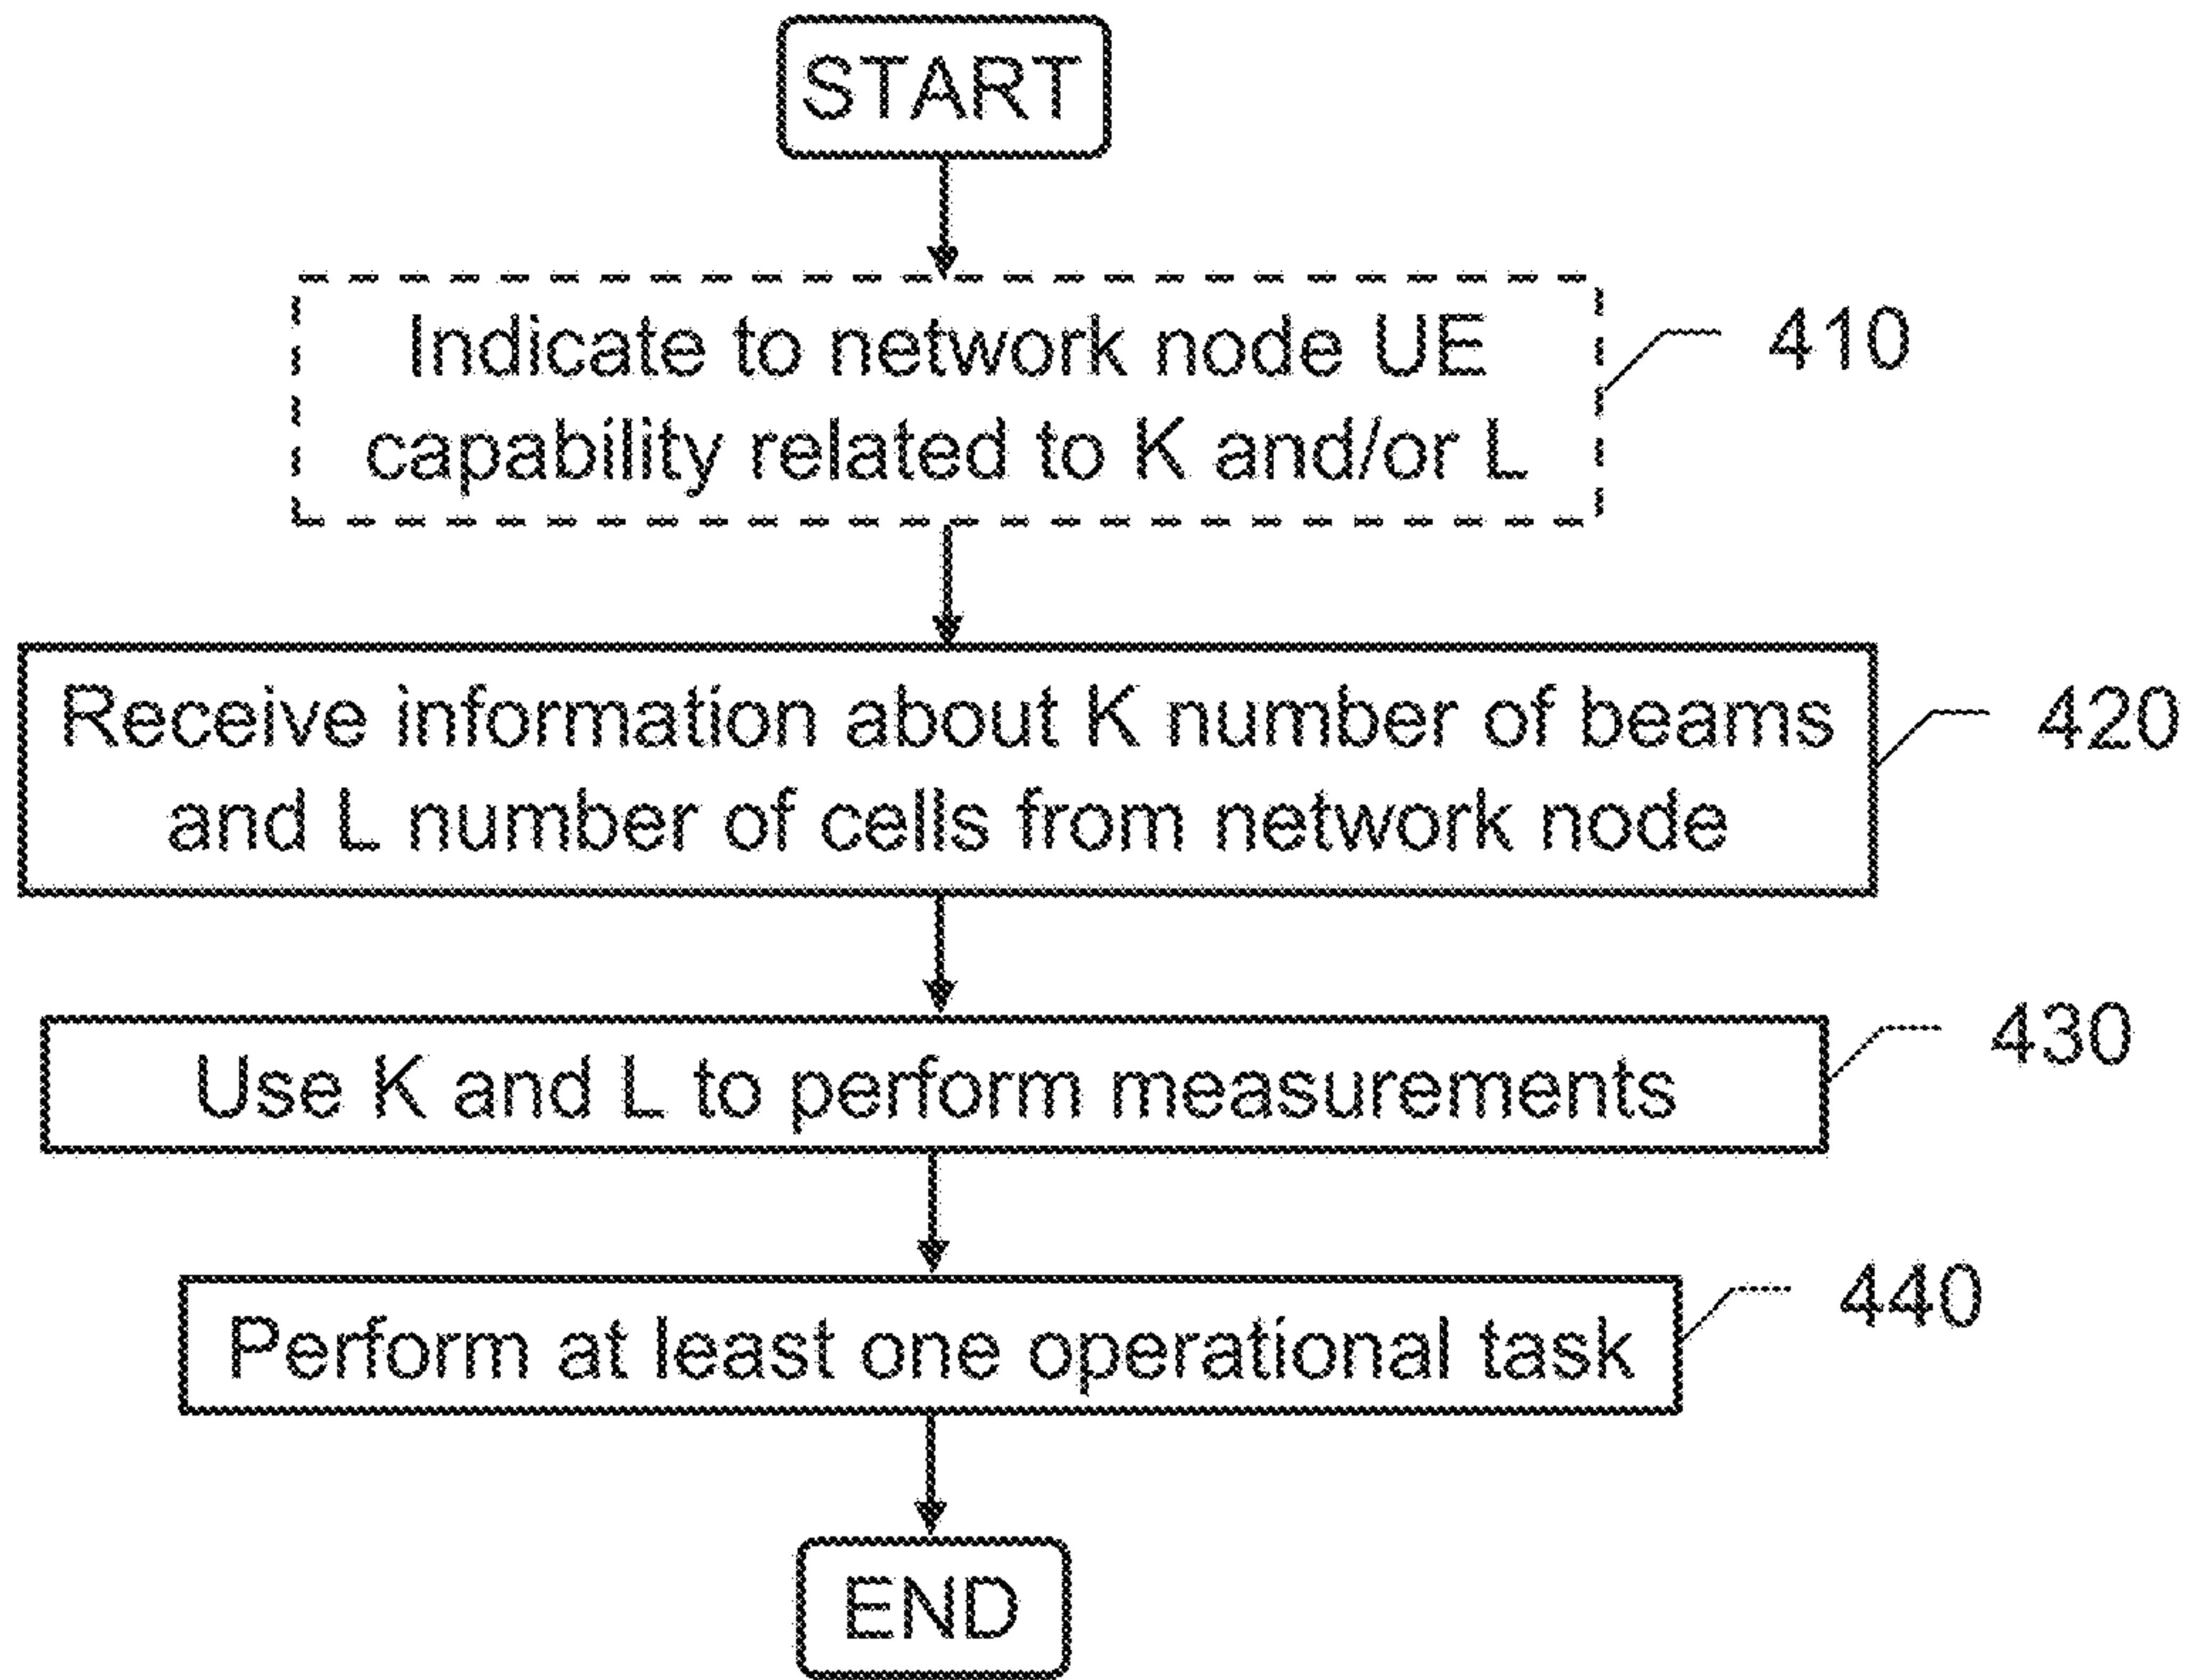 START
Indicate to network node UE
capability related to K and/or L
410
Receive information about K number of beams
and L number of cells from network node
420
Use K and L to perform measurements
430
Perform at least one operational task
440
END